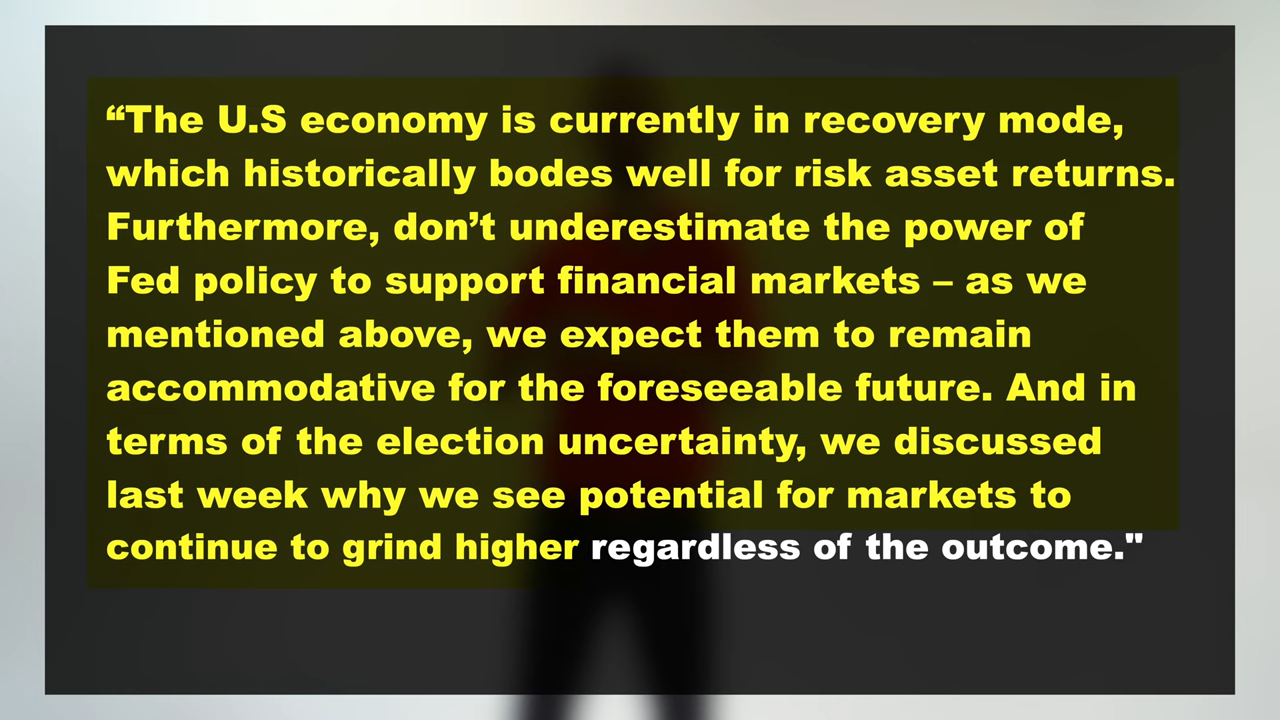 “The U.S economy is currently in recovery mode,
which historically bodes well for risk asset returns.
Furthermore, don’t underestimate the power of
Fed policy to support financial markets – as we
mentioned above, we expect them to remain
accommodative for the foreseeable future. And in
terms of the election uncertainty, we discussed
last week why we see potential for markets to
continue to grind higher regardless of the outcome."